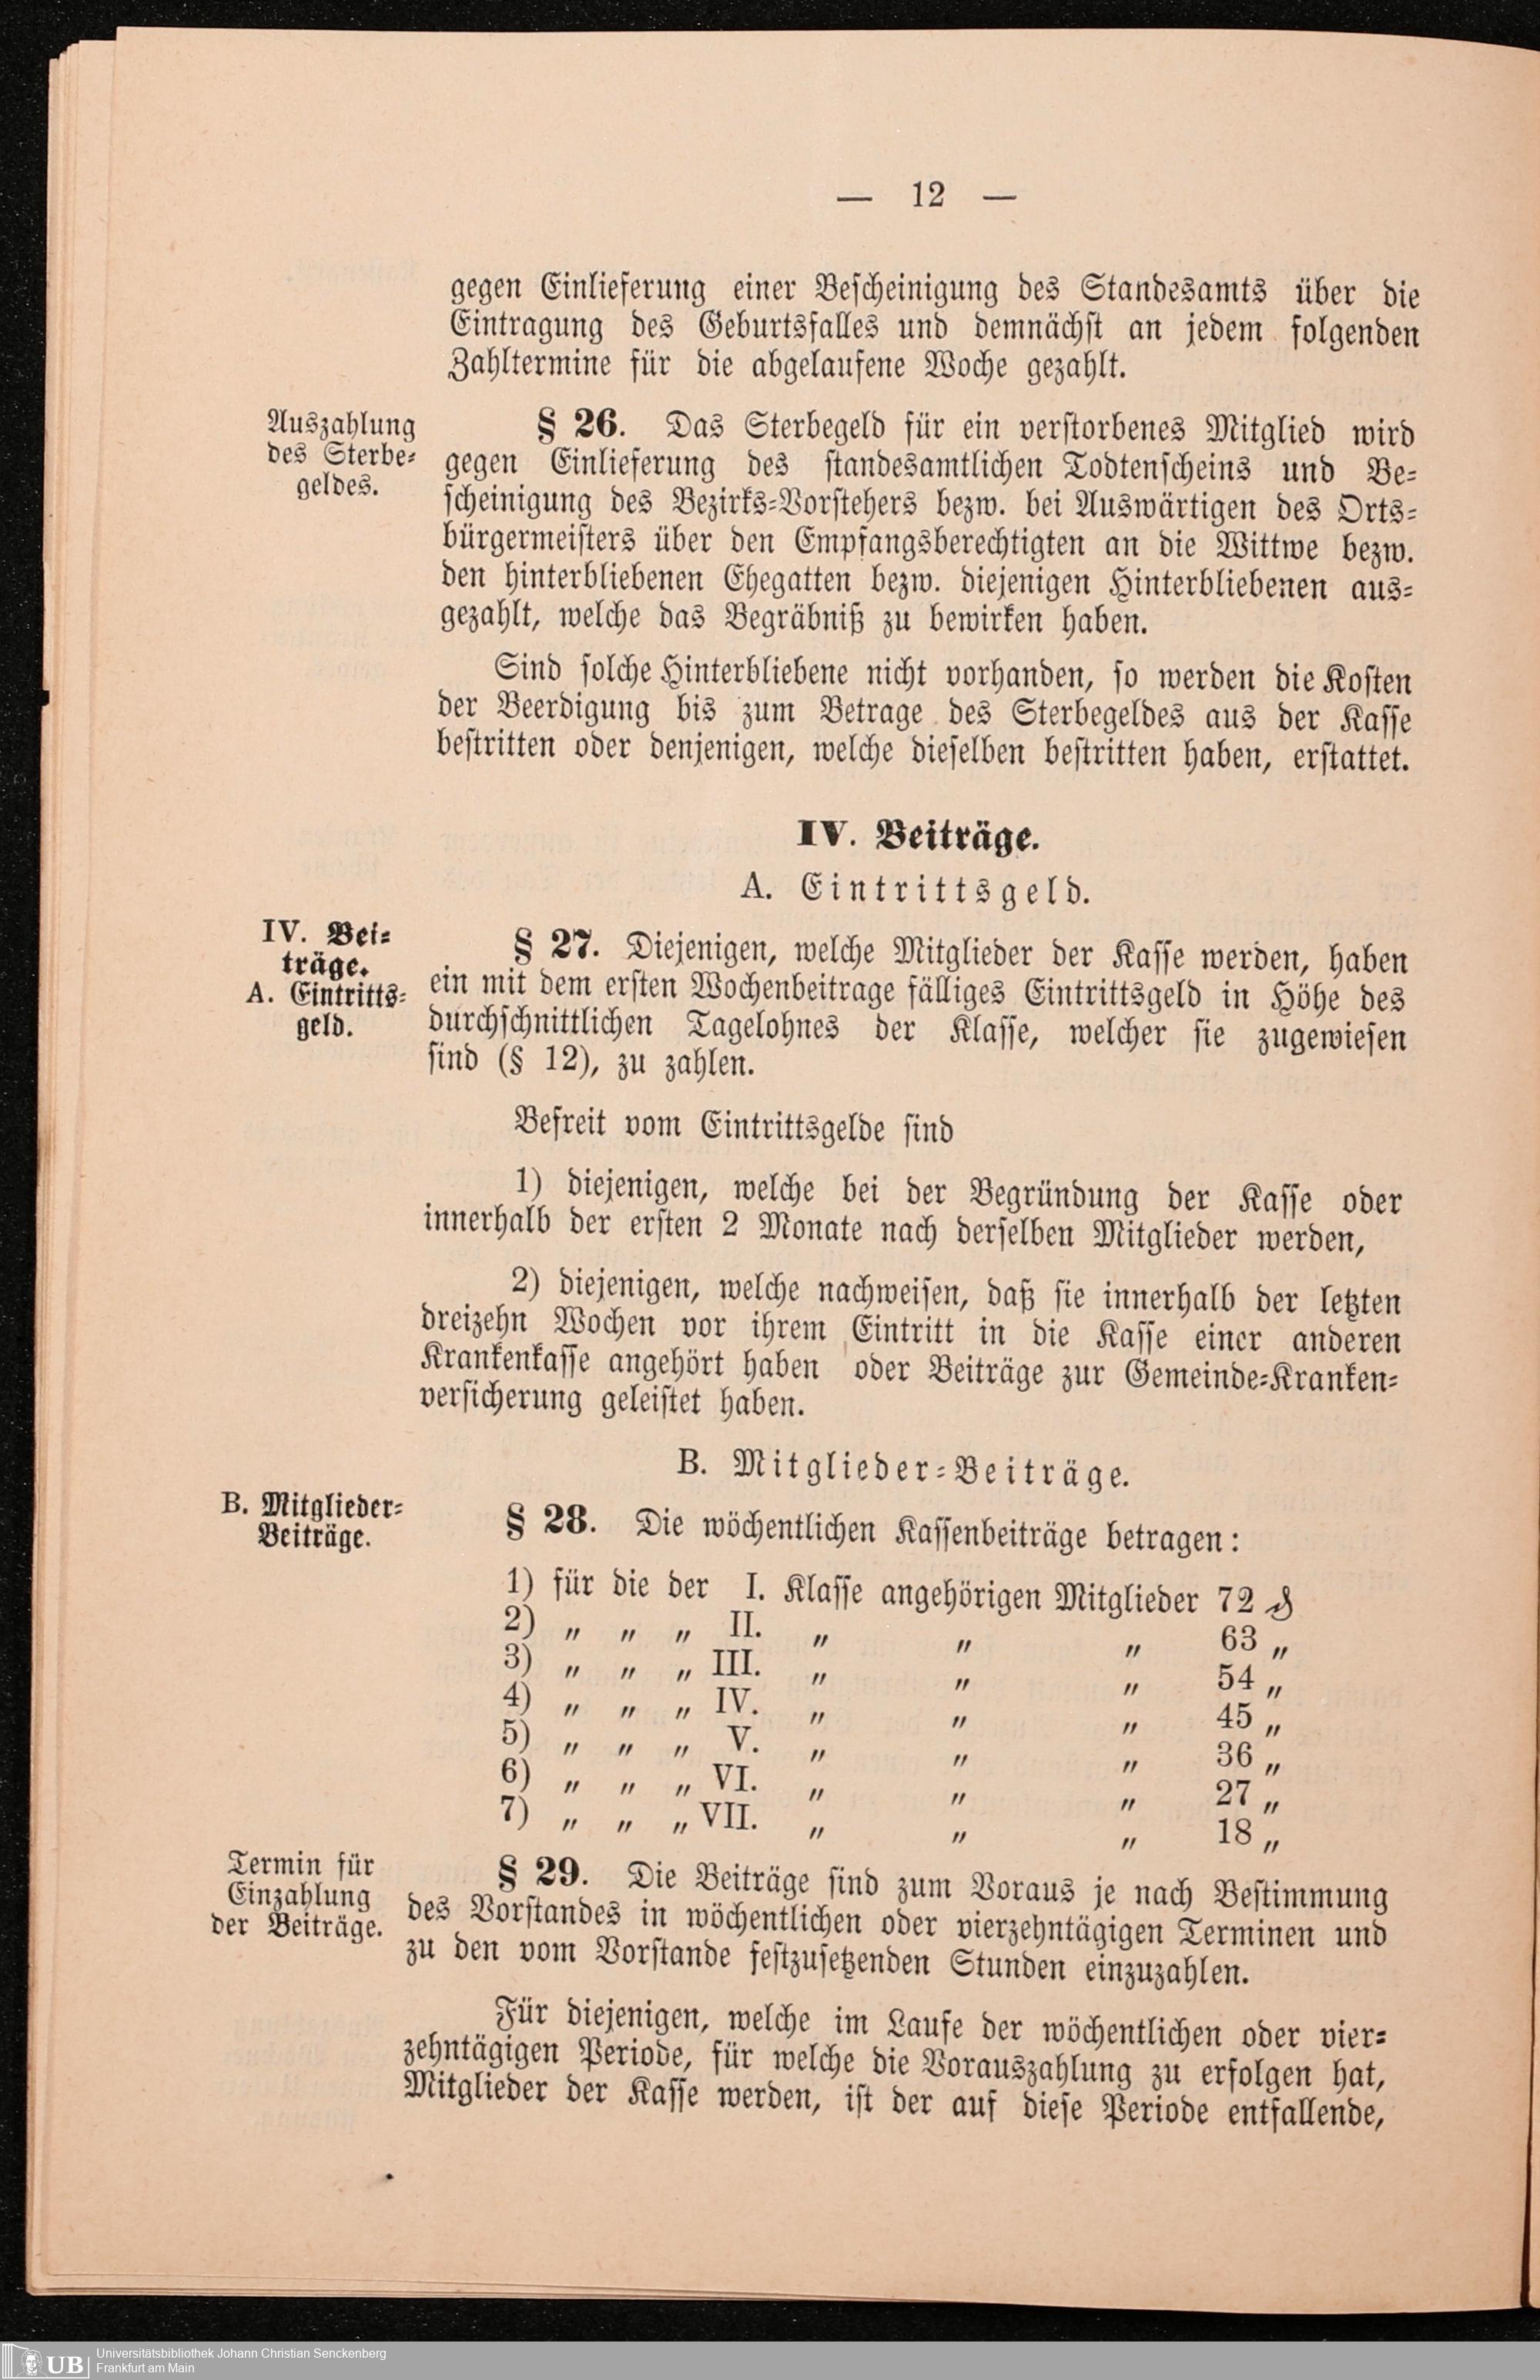 — 12 —
gegen Einlieferung einer Bescheinigung des Standesamts über die
Eintragung des Geburtsfalles und demnächst an jedem folgenden
Zahltermine für die abgelaufene Woche gezahlt.
Auszahlung
des Sterbe-
geldes.
§ 26. Das Sterbegeld für ein verstorbenes Mitglied wird
gegen Einlieferung des standesamtlichen Todtenscheins und Be-
scheinigung des Bezirks-Vorstehers bezw. bei Auswärtigen des Orts-
bürgermeisters über den Empfangsberechtigten an die Wittwe bezw.
den hinterbliebenen Ehegatten bezw. diejenigen Hinterbliebenen aus-
gezahlt, welche das Begräbniß zu bewirken haben.
Sind solche Hinterbliebene nicht vorhanden, so werden die Kosten
der Beerdigung bis zum Betrage des Sterbegeldes aus der Kasse
bestritten oder denjenigen, welche dieselben bestritten haben, erstattet.
IV. Beiträge.
A. Eintrittsgeld.
IV. Bei-
träge.
A. Eintritts-
geld.
§ 27. Diejenigen, welche Mitglieder der Kasse werden, haben
ein mit dem ersten Wochenbeitrage fälliges Eintrittsgeld in Höhe des
durchschnittlichen Tagelohnes der Klasse, welcher sie zugewiesen
sind (§ 12), zu zahlen.
Befreit vom Eintrittsgelde sind
1) diejenigen, welche bei der Begründung der Kasse oder
innerhalb der ersten 2 Monate nach derselben Mitglieder werden,
2) diejenigen, welche nachweisen, daß sie innerhalb der letzten
dreizehn Wochen vor ihrem Eintritt in die Kasse einer anderen
Krankenkasse angehört haben oder Beiträge zur Gemeinde-Kranken-
versicherung geleistet haben.
B. Mitglieder-Beiträge.
B. Mitglieder-
Beiträge.
§ 28. Die wöchentlichen Kassenbeiträge betragen:
1) für die der I. Klasse angehörigen Mitglieder 72 ₰
2) „ „ „ II. „ „ „ 63 „
3) „ „ „ III. „ „ „ 54 „
4) „ „ „ IV. „ „ „ 45 „
5) „ „ „ V. „ „ „ 36 „
6) „ „ „ VI. „ „ „ 27 „
7) „ „ „ VII. „ „ „ 18 „
Termin für
Einzahlung
der Beiträge.
§ 29. Die Beiträge sind zum Voraus je nach Bestimmung
des Vorstandes in wöchentlichen oder vierzehntägigen Terminen und
zu den vom Vorstande festzusetzenden Stunden einzuzahlen.
Für diejenigen, welche im Laufe der wöchentlichen oder vier-
zehntägigen Periode, für welche die Vorauszahlung zu erfolgen hat,
Mitglieder der Kasse werden, ist der auf diese Periode entfallende,
UB
Universitätsbibliothek Johann Christian Senckenberg
Frankfurt am Main